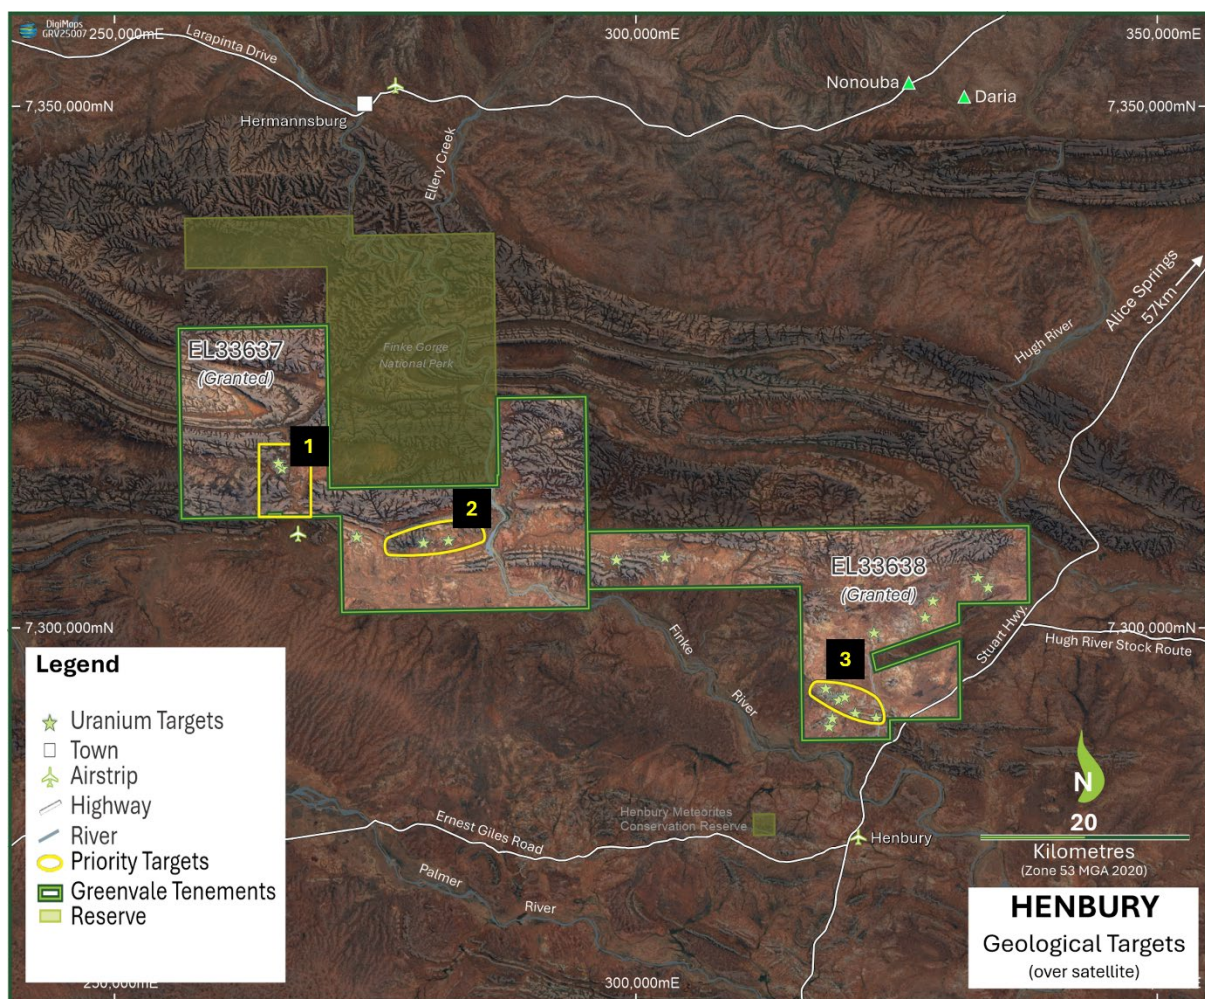 DigiMaps
GRV25007
250,000mE
300,000mE
350,000mE
Larapinta Drive
7,350,000mN
7,350,000mN
Hermannsburg
Ellery Creek
Nonouba
Daria
Alice Springs
57km
Hugh River
EL33637
(Granted)
Finke Gorge
National Park
1
2
3
EL33638
(Granted)
7,300,000mN
7,300,000mN
Stuart Hwy.
Hugh River Stock Route
Finke
River
Legend
Uranium Targets
Town
Airstrip
Highway
River
Priority Targets
Greenvale Tenements
Reserve
Henbury Meteorites
Conservation Reserve
Ernest Giles Road
Henbury
Palmer
River
N
20
Kilometres
(Zone 53 MGA 2020)
HENBURY
Geological Targets
(over satellite)
250,000mE
300,000mE